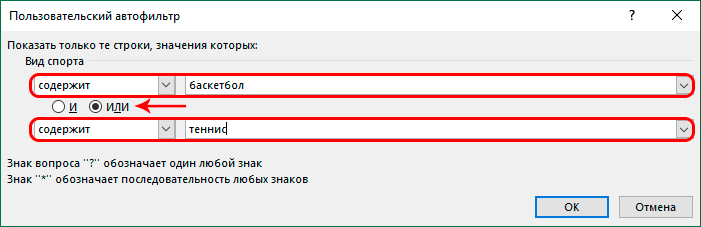 Пользовательский автофильтр
Показать только те строки, значения которых:
Вид спорта
содержит баскетбол
И ИЛИ
содержит теннис
Знак вопроса "?" обозначает один любой знак
Знак "*" обозначает последовательность любых знаков
ОК Отмена